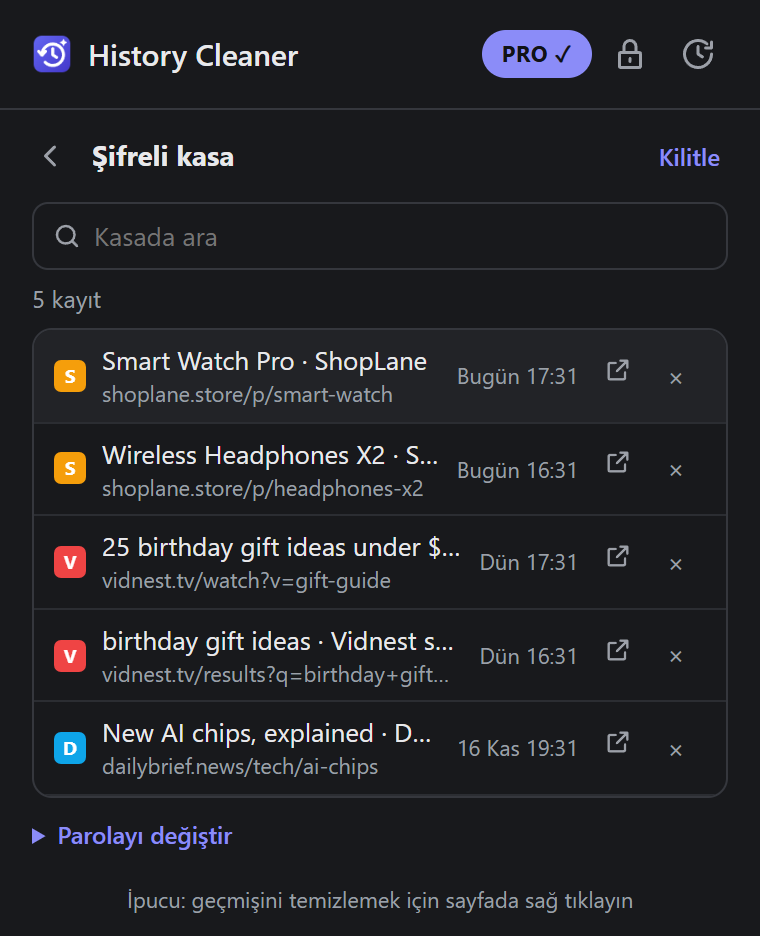 History Cleaner
PRO ✓
Şifreli kasa
Kilitle
Kasada ara
5 kayıt
S
Smart Watch Pro · ShopLane
shoplane.store/p/smart-watch
Bugün 17:31
×
S
Wireless Headphones X2 · S...
shoplane.store/p/headphones-x2
Bugün 16:31
×
V
25 birthday gift ideas under $...
vidnest.tv/watch?v=gift-guide
Dün 17:31
×
V
birthday gift ideas · Vidnest s...
vidnest.tv/results?q=birthday+gift...
Dün 16:31
×
D
New AI chips, explained · D...
dailybrief.news/tech/ai-chips
16 Kas 19:31
×
▶ Parolayı değiştir
İpucu: geçmişini temizlemek için sayfada sağ tıklayın